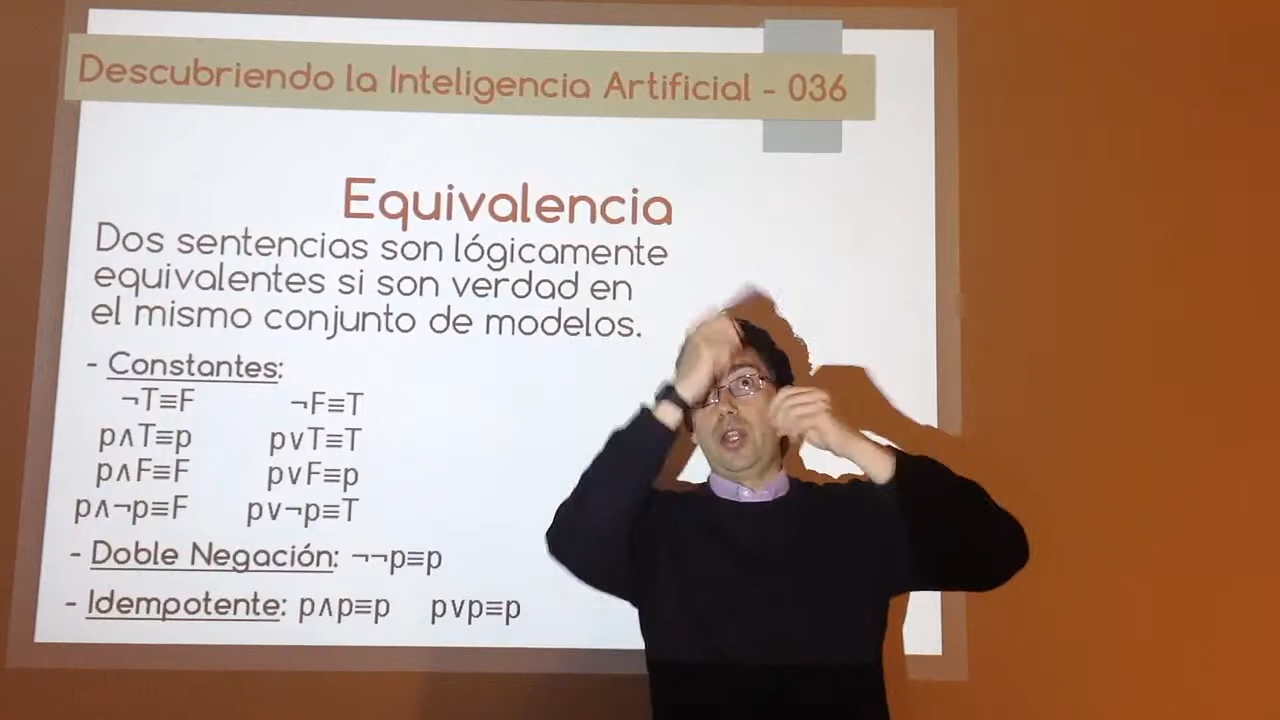 Descubriendo la Inteligencia Artificial - 036
Equivalencia
Dos sentencias son lógicamente
equivalentes si son verdad en
el mismo conjunto de modelos.
- Constantes:
¬T≡F ¬F≡T
p∧T≡p p∨T≡T
p∧F≡F p∨F≡p
p∧¬p≡F p∨¬p≡T
- Doble Negación: ¬¬p≡p
- Idempotente: p∧p≡p p∨p≡p